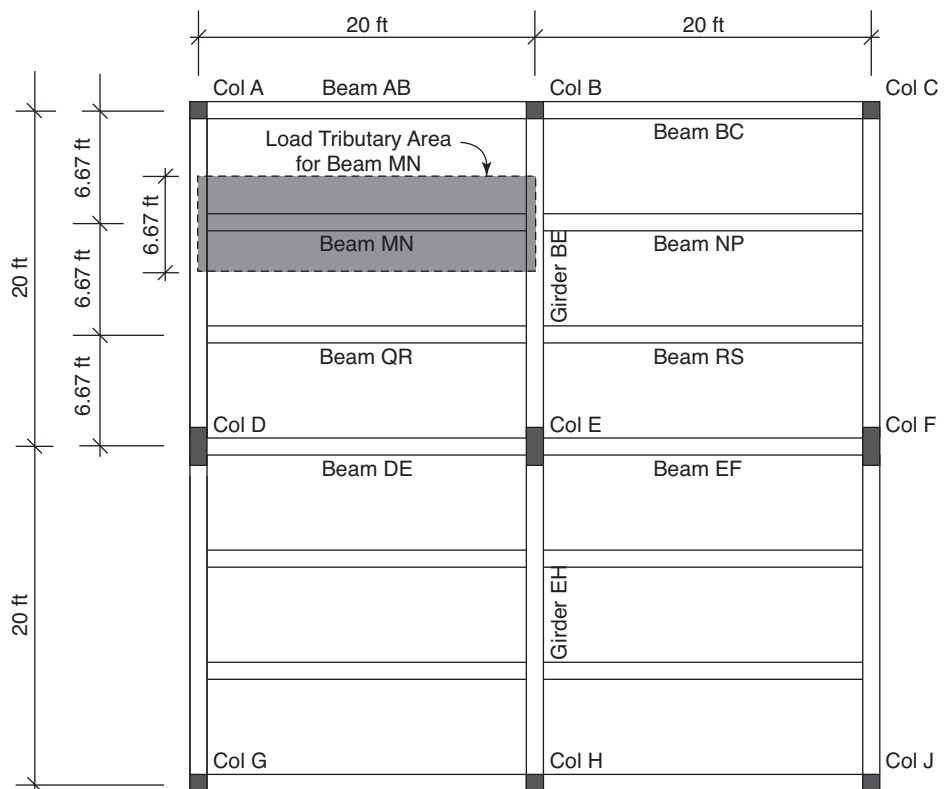 20 ft
20 ft
Col A
Beam AB
Col B
Col C
Load Tributary Area
for Beam MN
Beam BC
6.67 ft
6.67 ft
Beam MN
Girder BE
Beam NP
20 ft
6.67 ft
Beam QR
Beam RS
6.67 ft
Col D
Col E
Col F
Beam DE
Beam EF
20 ft
Girder EH
Col G
Col H
Col J